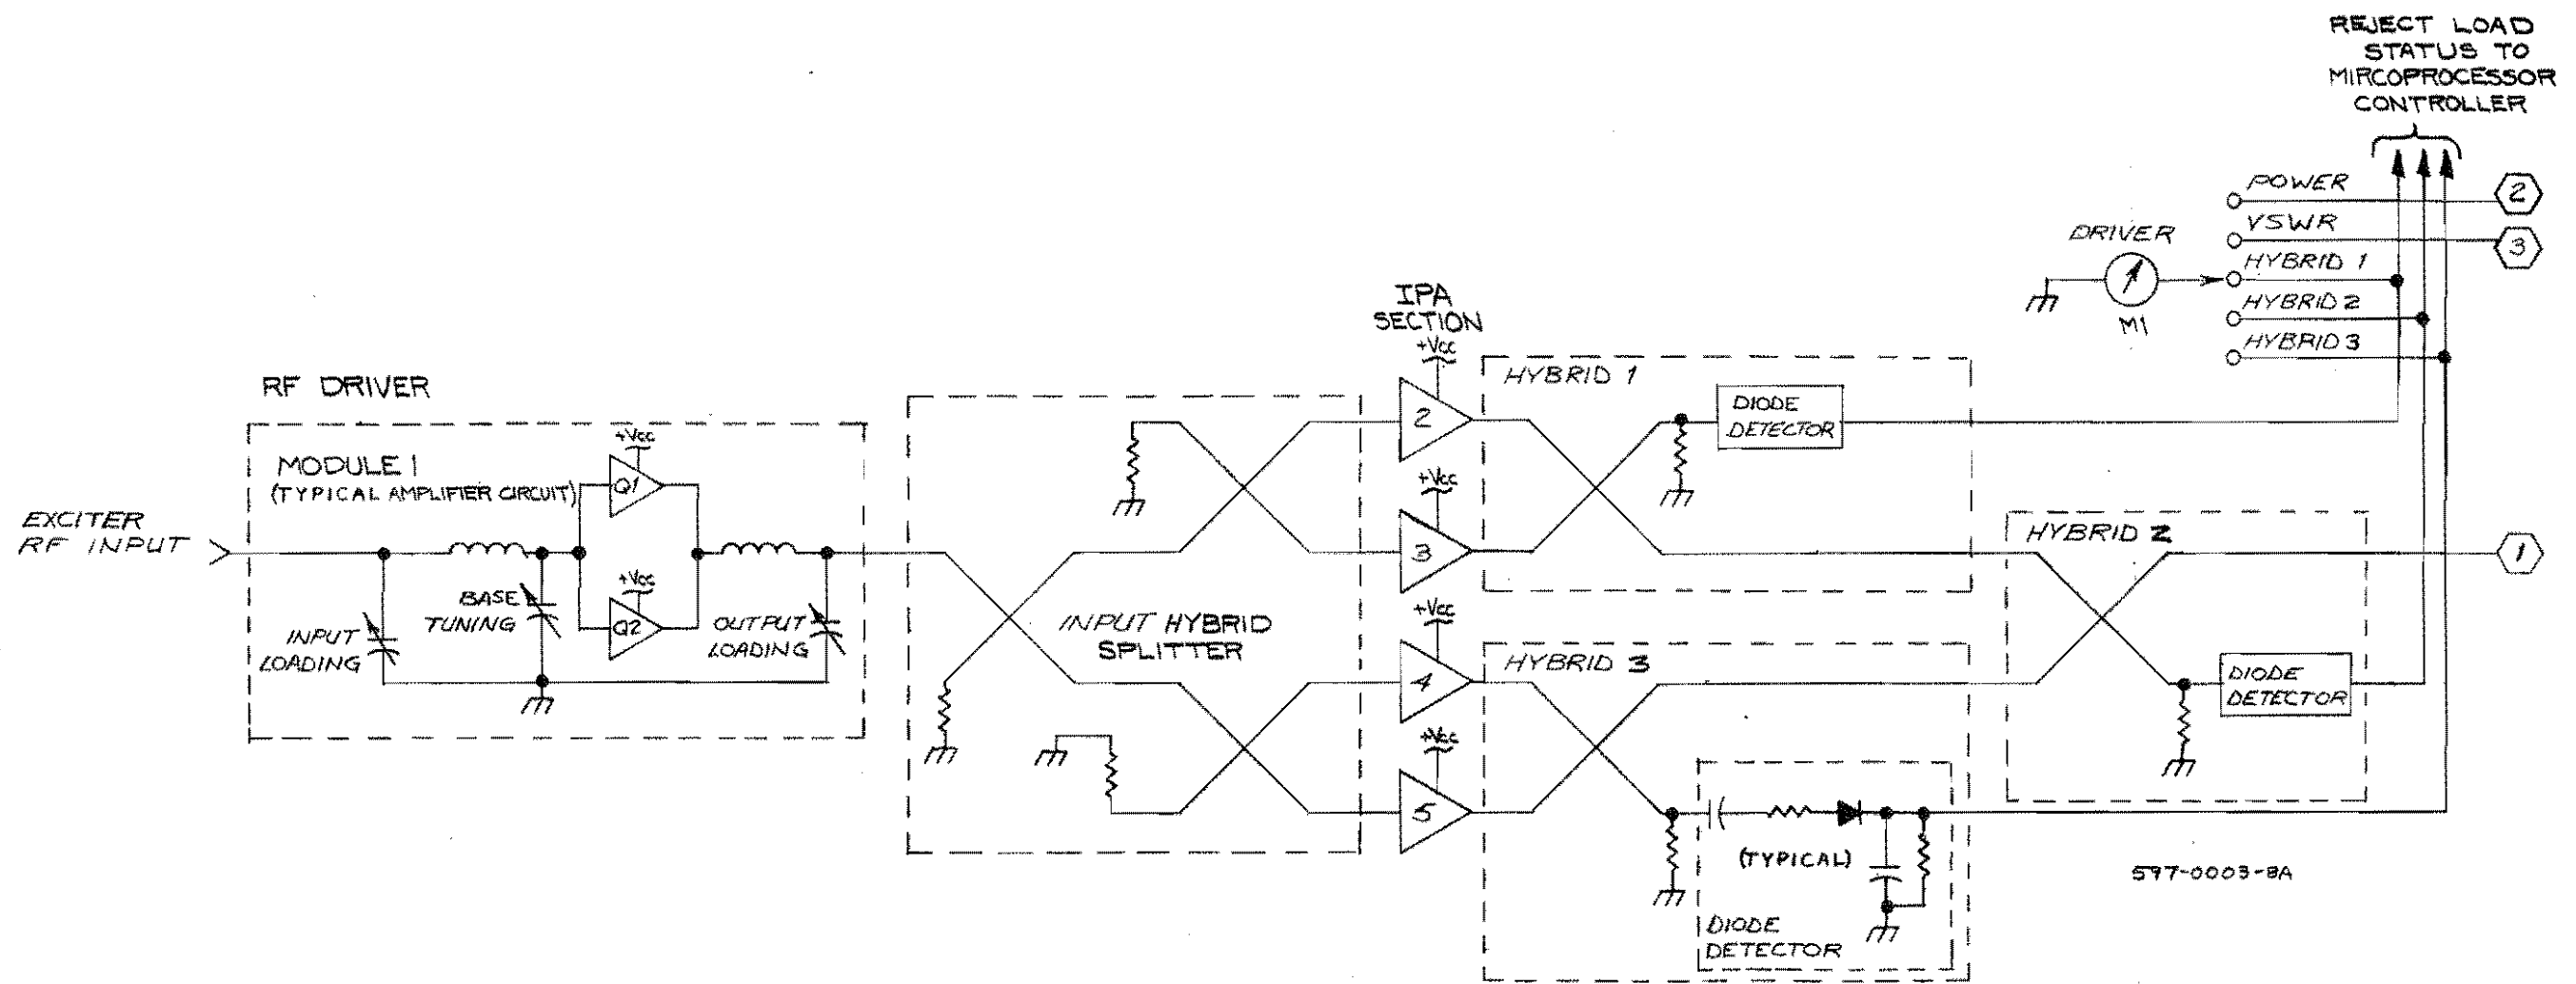 REJECT LOAD
STATUS TO
MIRCOPROCESSOR
CONTROLLER
POWER
2
VSWR
3
DRIVER
HYBRID 1
HYBRID 2
M1
HYBRID 3
IPA
SECTION
+Vcc
HYBRID 1
RF DRIVER
2
DIODE
DETECTOR
+Vcc
MODULE 1
(TYPICAL AMPLIFIER CIRCUIT)
Q1
+Vcc
EXCITER
RF INPUT
3
HYBRID 2
1
+Vcc
BASE
TUNING
Q2
INPUT
LOADING
OUTPUT
LOADING
INPUT HYBRID
SPLITTER
+Vcc
HYBRID 3
4
DIODE
DETECTOR
+Vcc
5
(TYPICAL)
597-0003-8A
DIODE
DETECTOR